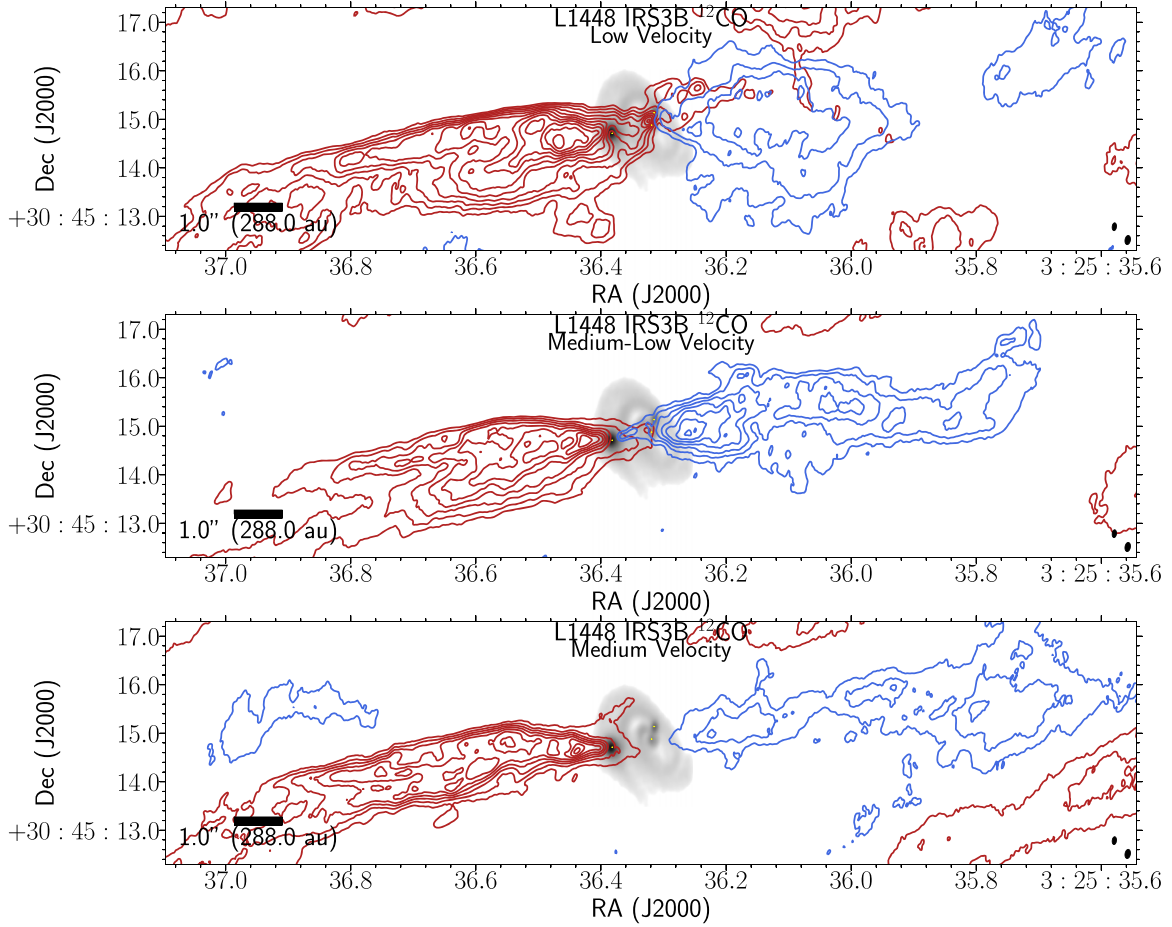 L1448 IRS3B ¹²CO
Low Velocity
17.0
16.0
15.0
14.0
+30 : 45 : 13.0
Dec (J2000)
1.0" (288.0 au)
37.0 36.8 36.6 36.4 36.2 36.0 35.8 3 : 25 : 35.6
RA (J2000)
L1448 IRS3B ¹²CO
Medium-Low Velocity
17.0
16.0
15.0
14.0
+30 : 45 : 13.0
Dec (J2000)
1.0" (288.0 au)
37.0 36.8 36.6 36.4 36.2 36.0 35.8 3 : 25 : 35.6
RA (J2000)
L1448 IRS3B ¹²CO
Medium Velocity
17.0
16.0
15.0
14.0
+30 : 45 : 13.0
Dec (J2000)
1.0" (288.0 au)
37.0 36.8 36.6 36.4 36.2 36.0 35.8 3 : 25 : 35.6
RA (J2000)